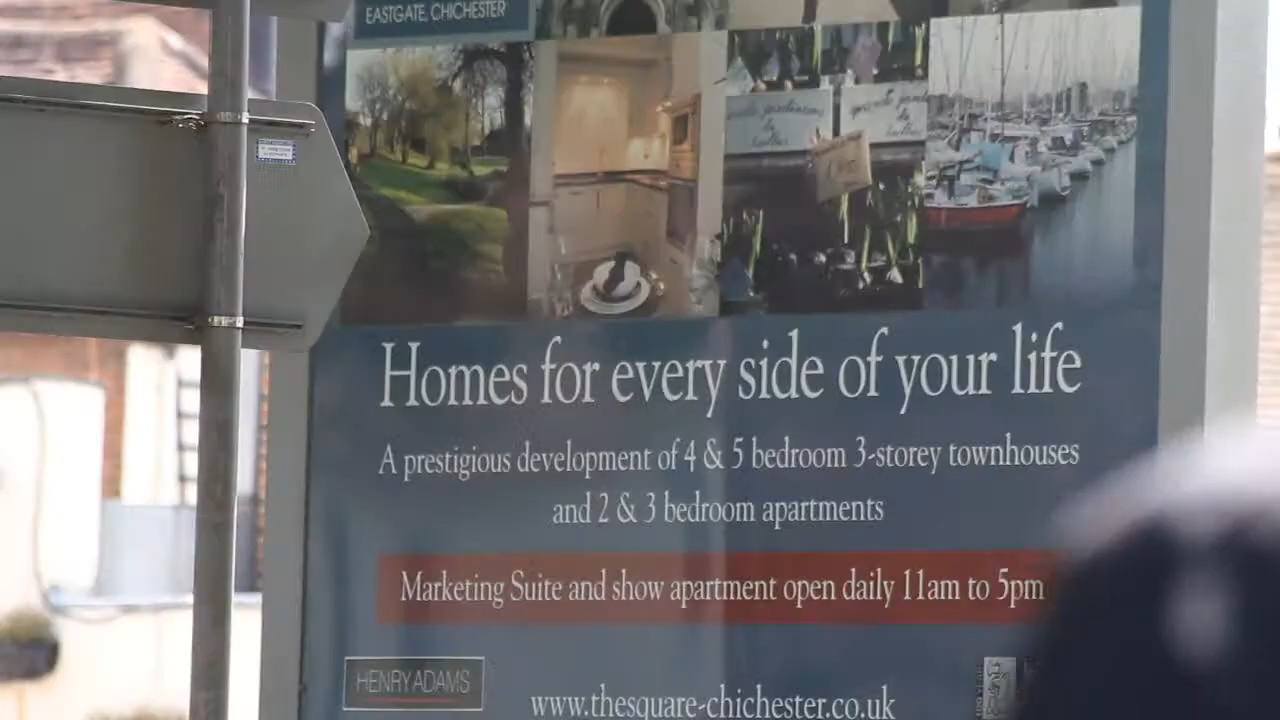 EASTGATE, CHICHESTER
Homes for every side of your life
A prestigious development of 4 & 5 bedroom 3-storey townhouses
and 2 & 3 bedroom apartments
Marketing Suite and show apartment open daily 11am to 5pm
HENRY ADAMS
www.thesquare-chichester.co.uk